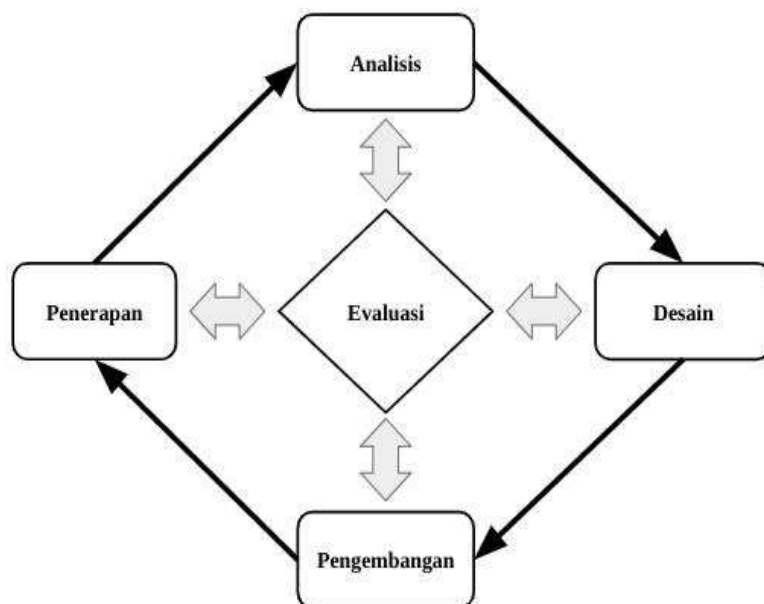 Analisis
Penerapan
Evaluasi
Desain
Pengembangan